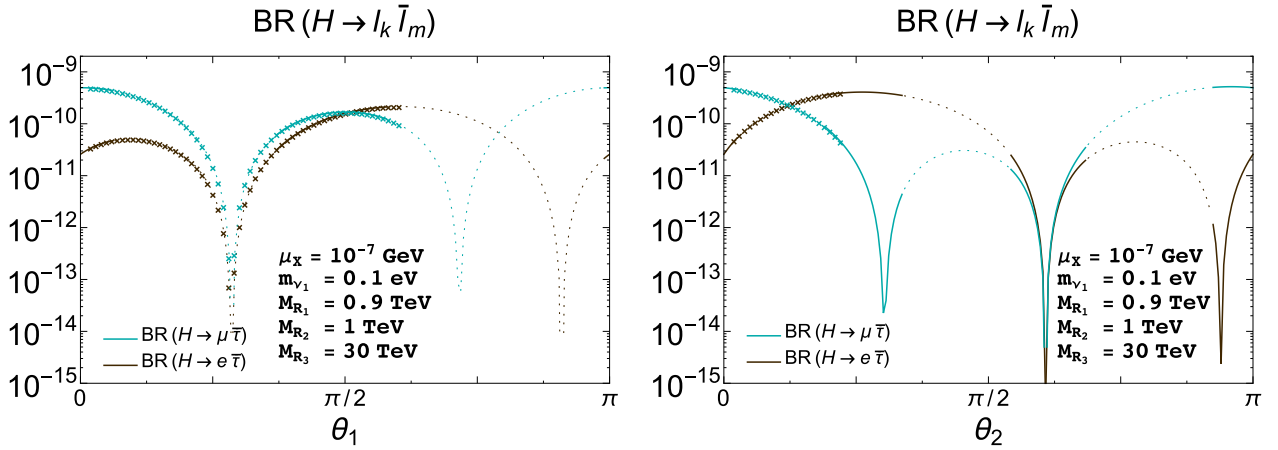 BR (H → l_k l̄_m)
10⁻⁹
10⁻¹⁰
10⁻¹¹
10⁻¹²
10⁻¹³
10⁻¹⁴
10⁻¹⁵
μ_X = 10⁻⁷ GeV
m_ν₁ = 0.1 eV
M_R₁ = 0.9 TeV
M_R₂ = 1 TeV
M_R₃ = 30 TeV
BR (H → μ τ̄)
BR (H → e τ̄)
0 π/2 π
θ₁
BR (H → l_k l̄_m)
10⁻⁹
10⁻¹⁰
10⁻¹¹
10⁻¹²
10⁻¹³
10⁻¹⁴
10⁻¹⁵
μ_X = 10⁻⁷ GeV
m_ν₁ = 0.1 eV
M_R₁ = 0.9 TeV
M_R₂ = 1 TeV
M_R₃ = 30 TeV
BR (H → μ τ̄)
BR (H → e τ̄)
0 π/2 π
θ₂